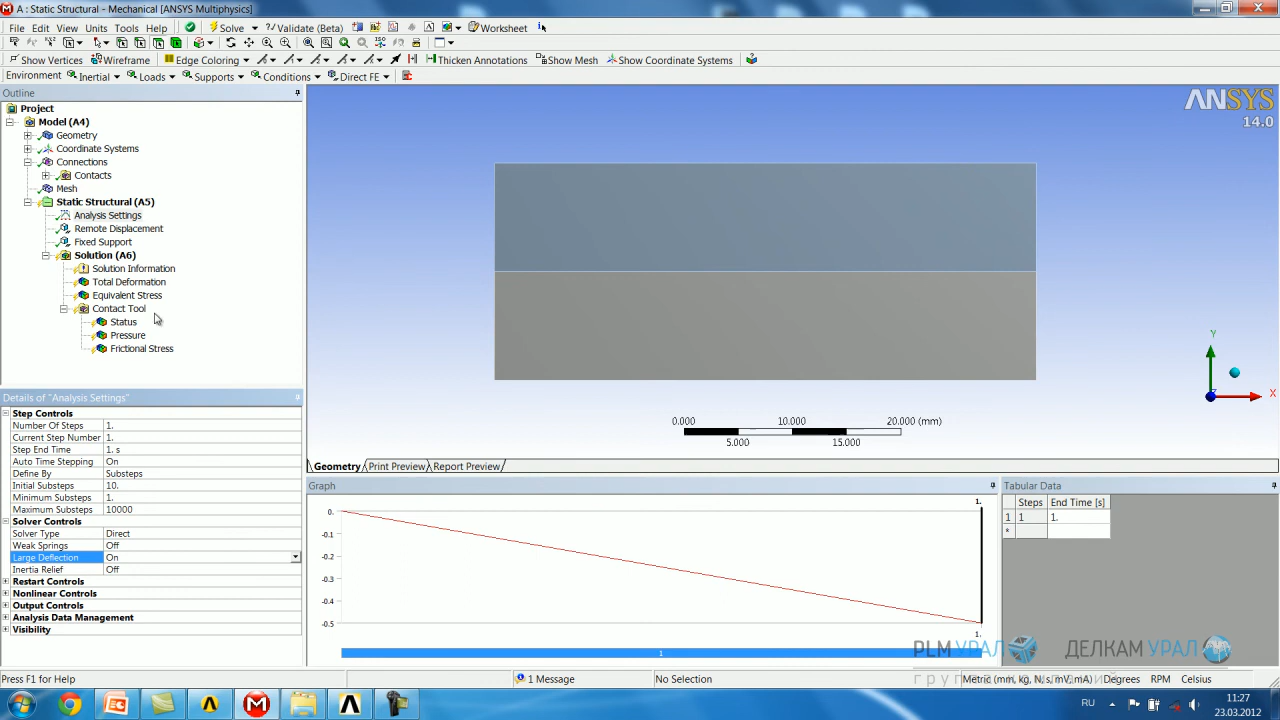 A : Static Structural - Mechanical [ANSYS Multiphysics]
File Edit View Units Tools Help Solve Validate (Beta) Worksheet
Show Vertices Wireframe Edge Coloring Thicken Annotations Show Mesh Show Coordinate Systems
Environment Inertial Loads Supports Conditions Direct FE
Outline
Project
Model (A4)
Geometry
Coordinate Systems
Connections
Contacts
Mesh
Static Structural (A5)
Analysis Settings
Remote Displacement
Fixed Support
Solution (A6)
Solution Information
Total Deformation
Equivalent Stress
Contact Tool
Status
Pressure
Frictional Stress
Details of "Analysis Settings"
Step Controls
Number Of Steps 1.
Current Step Number 1.
Step End Time 1. s
Auto Time Stepping On
Define By Substeps
Initial Substeps 10.
Minimum Substeps 1.
Maximum Substeps 10000
Solver Controls
Solver Type Direct
Weak Springs Off
Large Deflection On
Inertia Relief Off
Restart Controls
Nonlinear Controls
Output Controls
Analysis Data Management
Visibility
ANSYS
14.0
Y
X
Z
0.000 10.000 20.000 (mm)
5.000 15.000
Geometry Print Preview Report Preview
Graph
1.
0.
-0.1
-0.2
-0.3
-0.4
-0.5
1.
1
Tabular Data
Steps End Time [s]
1 1 1.
*
PLM УРАЛ ДЕЛКАМ УРАЛ
Press F1 for Help 1 Message No Selection Metric (mm, kg, N, s, mV, mA) Degrees RPM Celsius
RU 11:27
23.03.2012